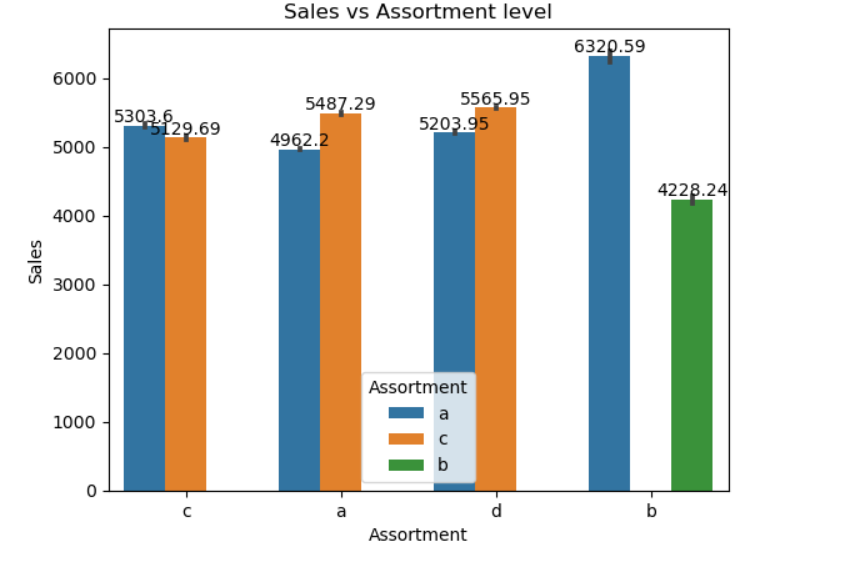 Sales vs Assortment level
6320.59
5565.95
5487.29
5303.6
5129.69
5203.95
4962.2
4228.24
6000
5000
4000
3000
2000
1000
0
Sales
Assortment
a
c
b
c a d b
Assortment